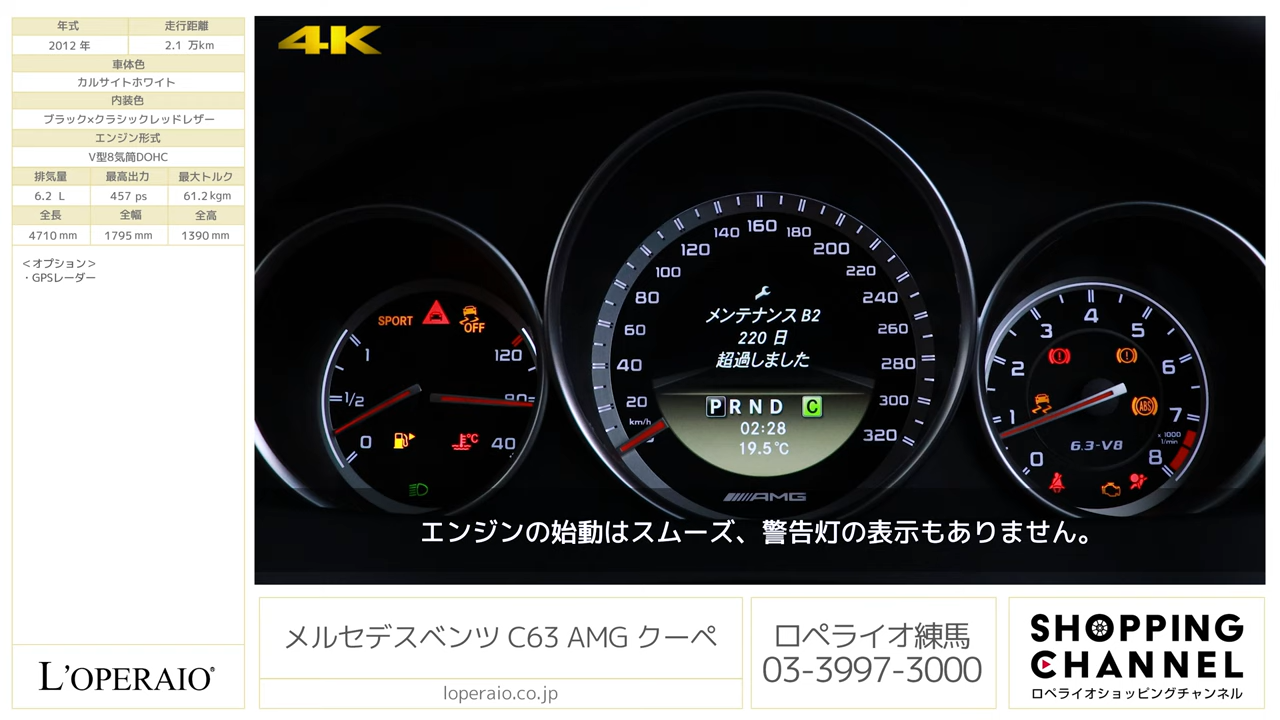 年式 走行距離
2012 年 2.1 万km
車体色
カルサイトホワイト
内装色
ブラック×クラシックレッドレザー
エンジン形式
V型8気筒DOHC
排気量 最高出力 最大トルク
6.2 L 457 ps 61.2kgm
全長 全幅 全高
4710 mm 1795 mm 1390 mm
<オプション>
・GPSレーダー
L'OPERAIO®
4K
SPORT
OFF
1
1/2
0
120
80
40
°C
0
20
40
60
80
100
120
140
160
180
200
220
240
260
280
300
320
km/h
メンテナンス B2
220 日
超過しました
P R N D C
02:28
19.5°C
AMG
0
1
2
3
4
5
6
7
8
x 1000
1/min
ABS
6.3-V8
エンジンの始動はスムーズ、警告灯の表示もありません。
メルセデスベンツ C63 AMG クーペ
loperaio.co.jp
ロペライオ練馬
03-3997-3000
SHOPPING
CHANNEL
ロペライオショッピングチャンネル